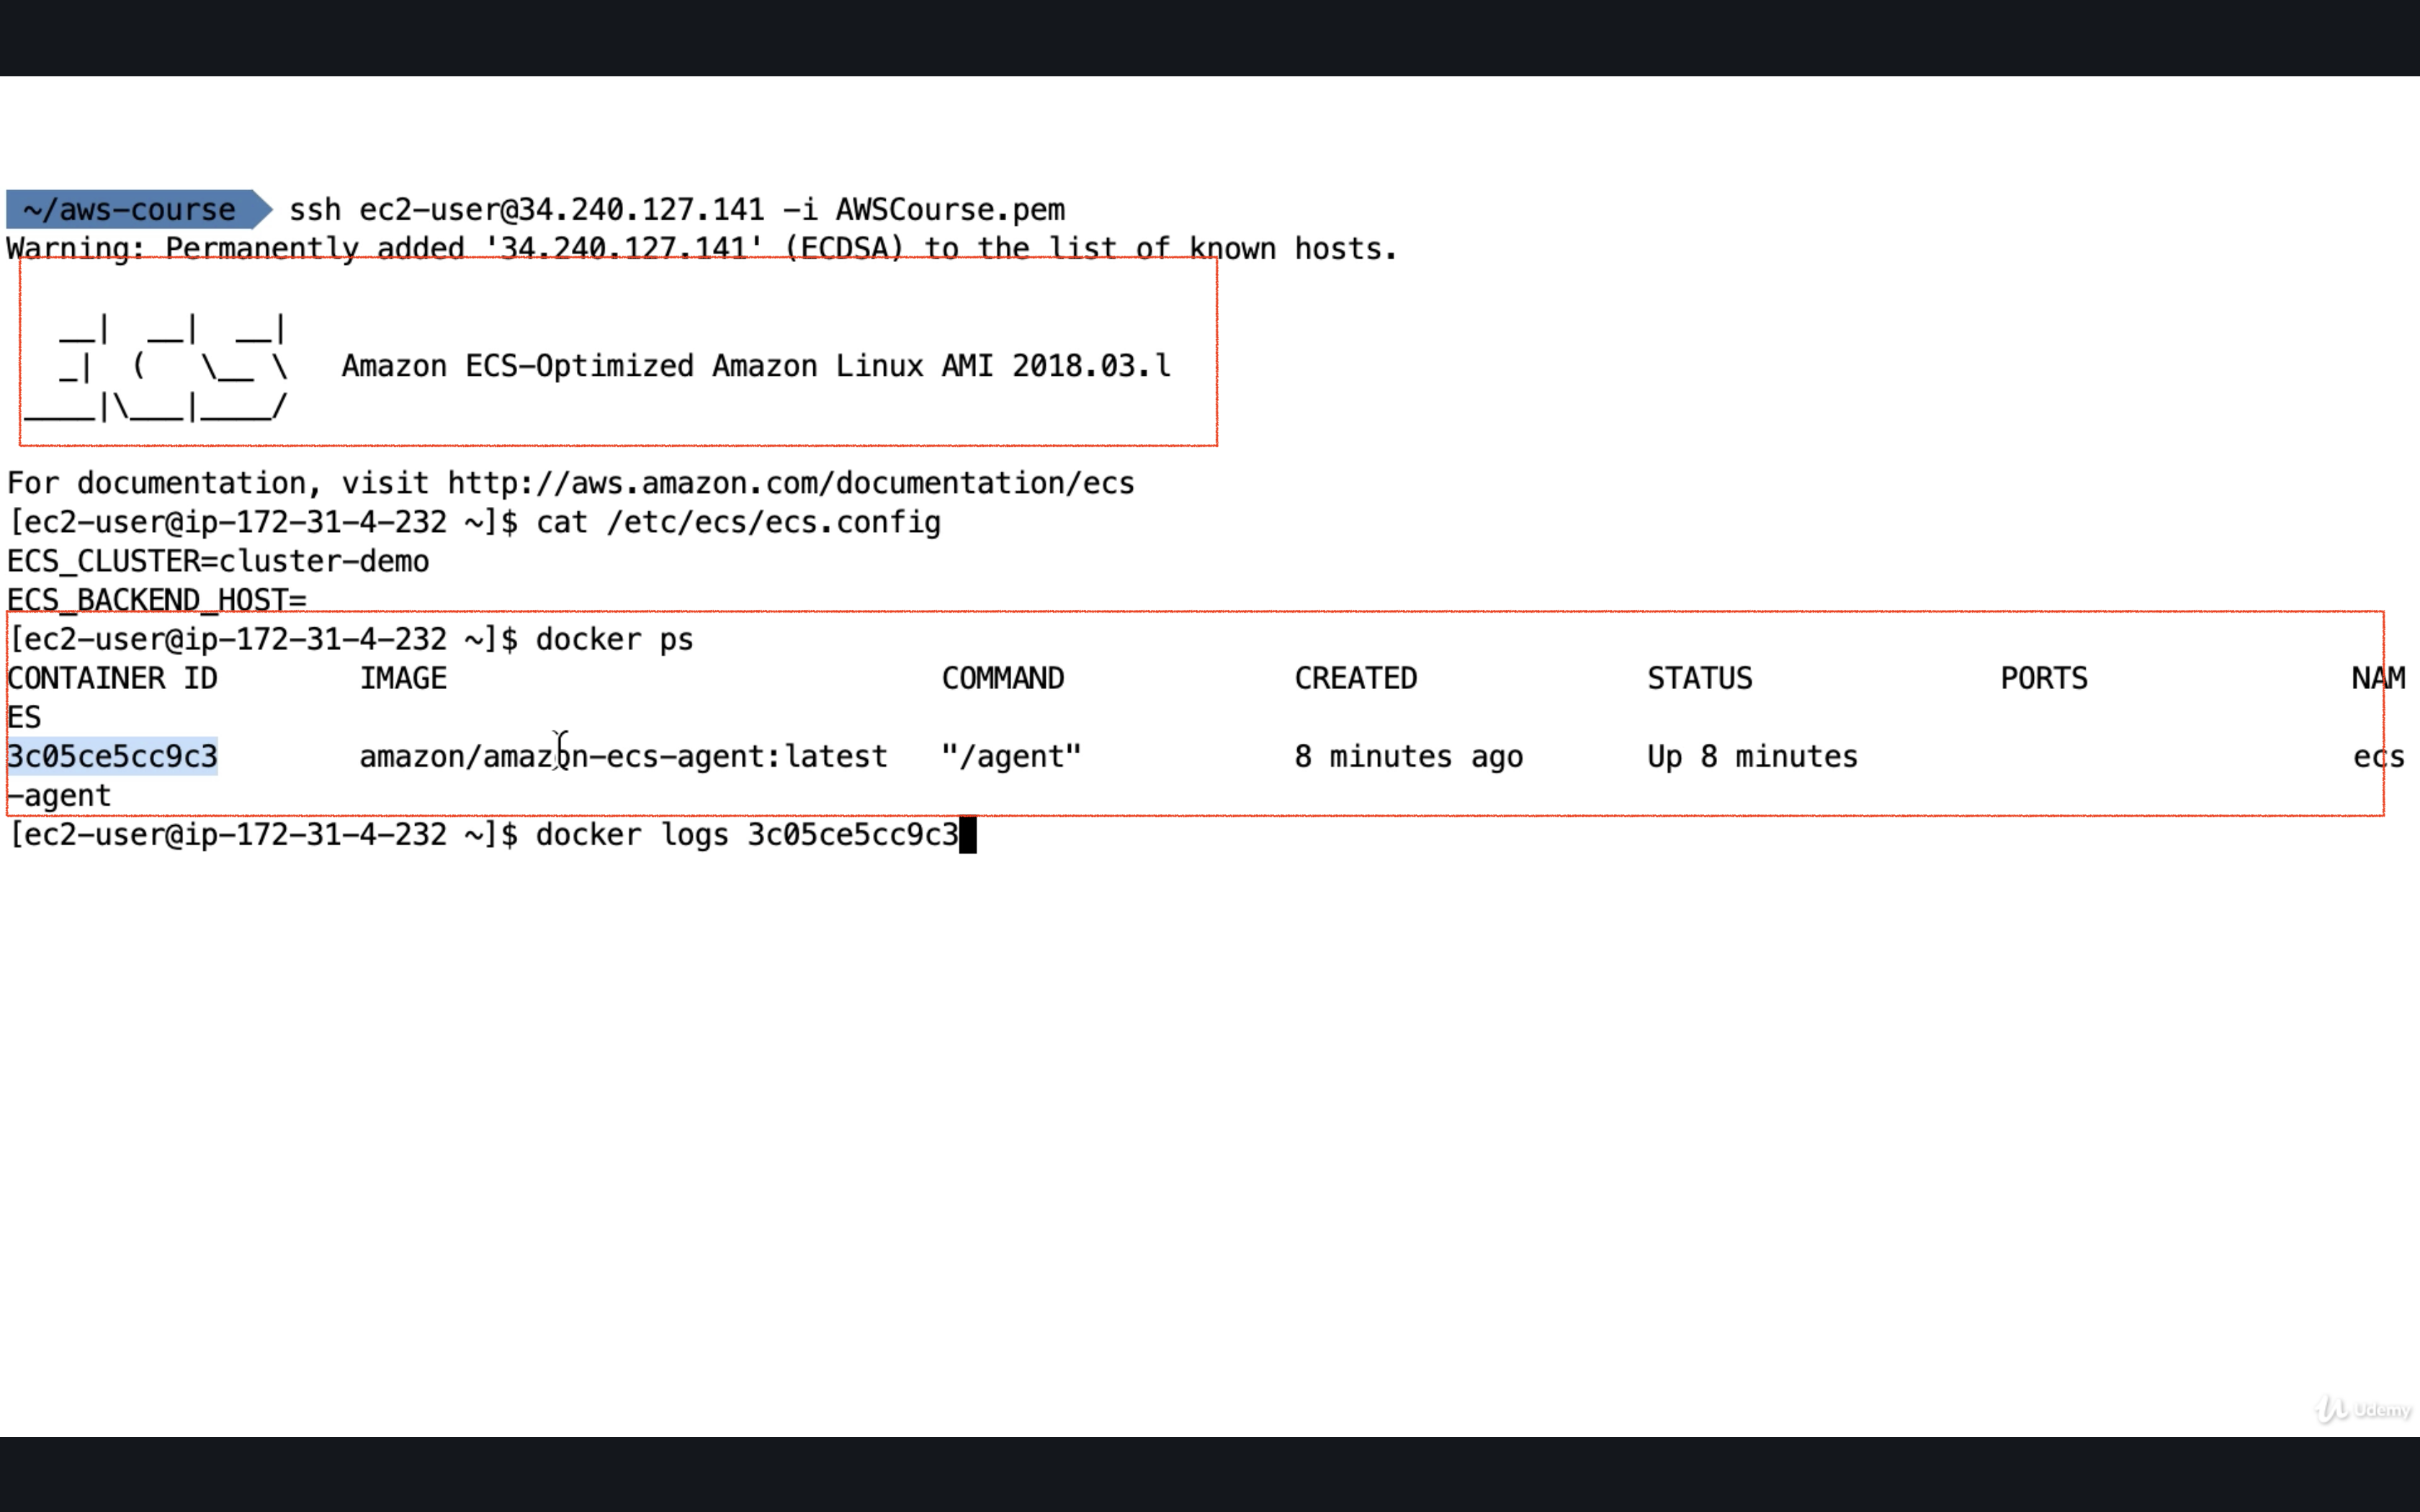 ~/aws-course ssh ec2-user@34.240.127.141 -i AWSCourse.pem
Warning: Permanently added '34.240.127.141' (ECDSA) to the list of known hosts.
   __|  __|  __|
   _|  (   \__ \   Amazon ECS-Optimized Amazon Linux AMI 2018.03.l
 ____|\___|____/
For documentation, visit http://aws.amazon.com/documentation/ecs
[ec2-user@ip-172-31-4-232 ~]$ cat /etc/ecs/ecs.config
ECS_CLUSTER=cluster-demo
ECS_BACKEND_HOST=
[ec2-user@ip-172-31-4-232 ~]$ docker ps
CONTAINER ID        IMAGE                            COMMAND             CREATED             STATUS              PORTS               NAM
ES
3c05ce5cc9c3        amazon/amazon-ecs-agent:latest   "/agent"            8 minutes ago       Up 8 minutes                            ecs
-agent
[ec2-user@ip-172-31-4-232 ~]$ docker logs 3c05ce5cc9c3
Udemy